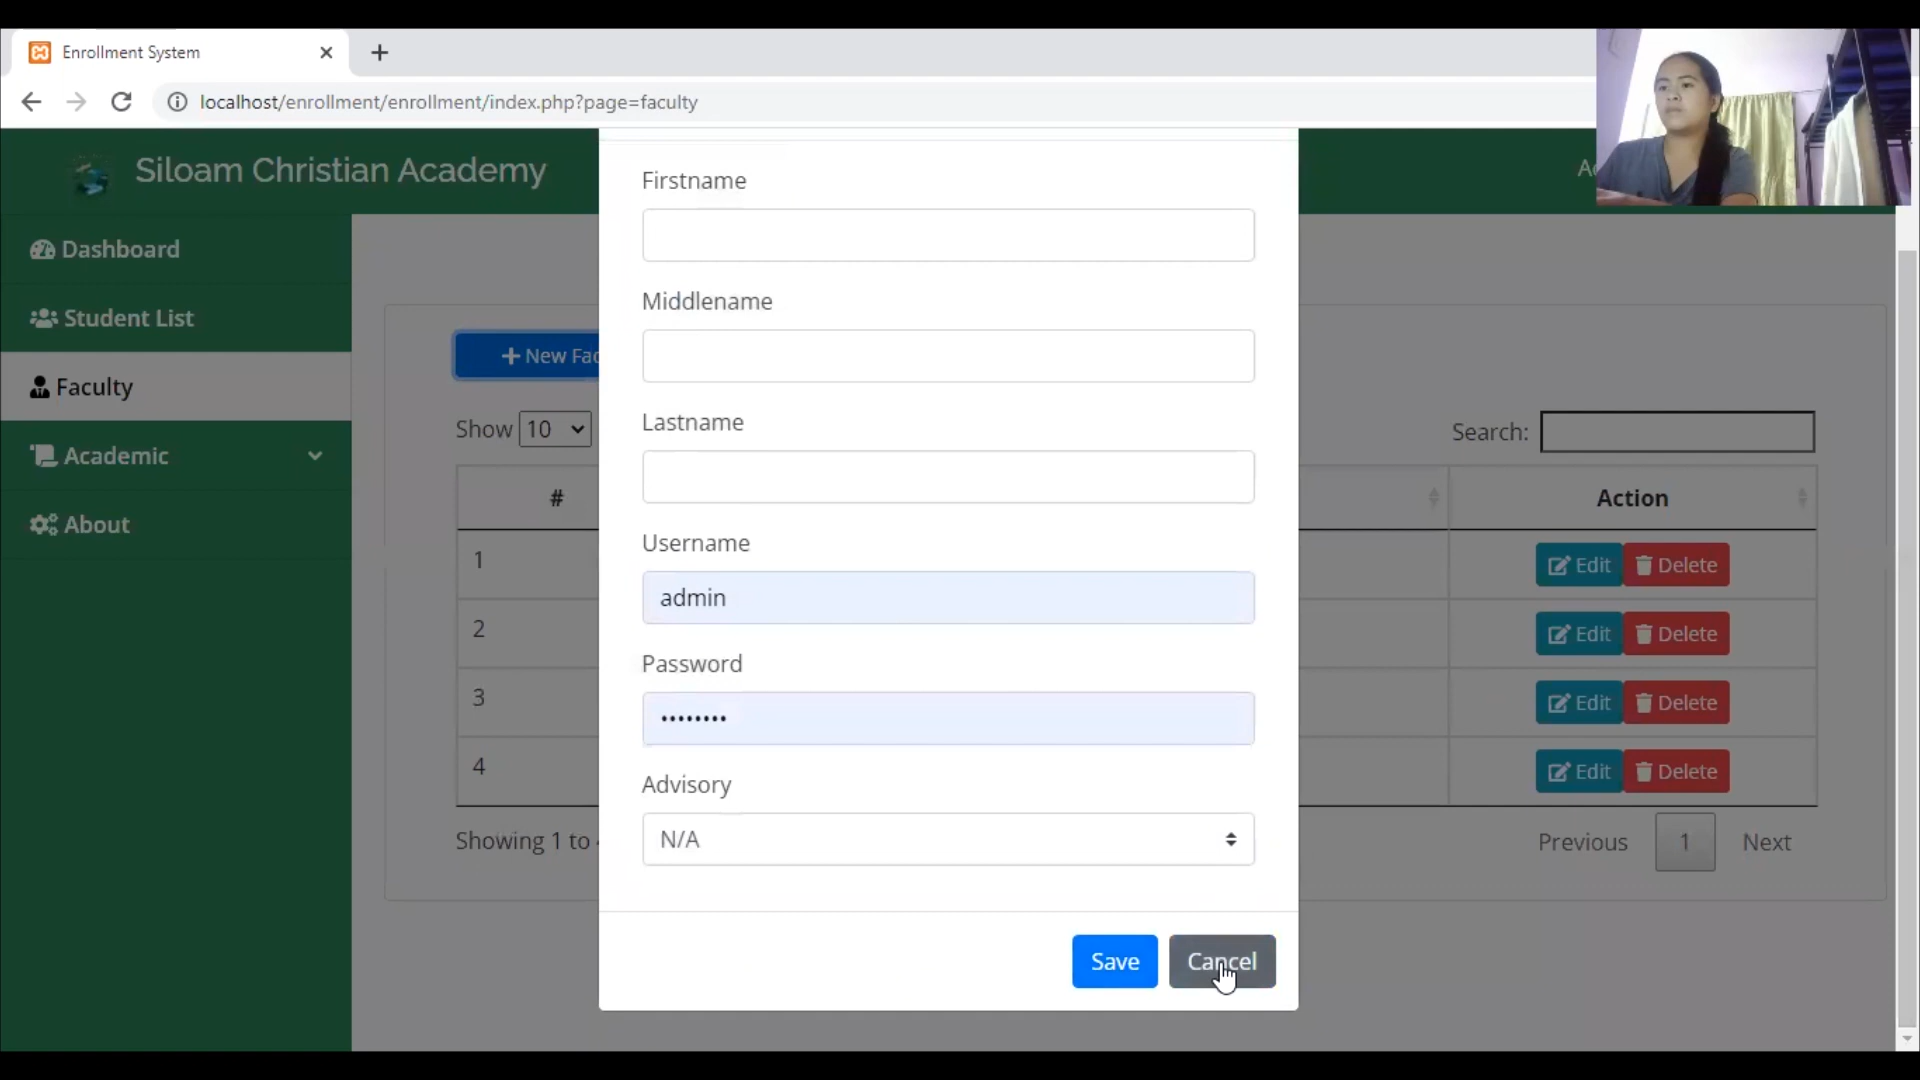 Enrollment System
localhost/enrollment/enrollment/index.php?page=faculty
Siloam Christian Academy
Dashboard
Student List
Faculty
Academic
About
New Fac
Show 10
Search:
#
Action
1
Edit Delete
2
Edit Delete
3
Edit Delete
4
Edit Delete
Showing 1 to
Previous 1 Next
Firstname
Middlename
Lastname
Username
admin
Password
••••••••
Advisory
N/A
Save Cancel